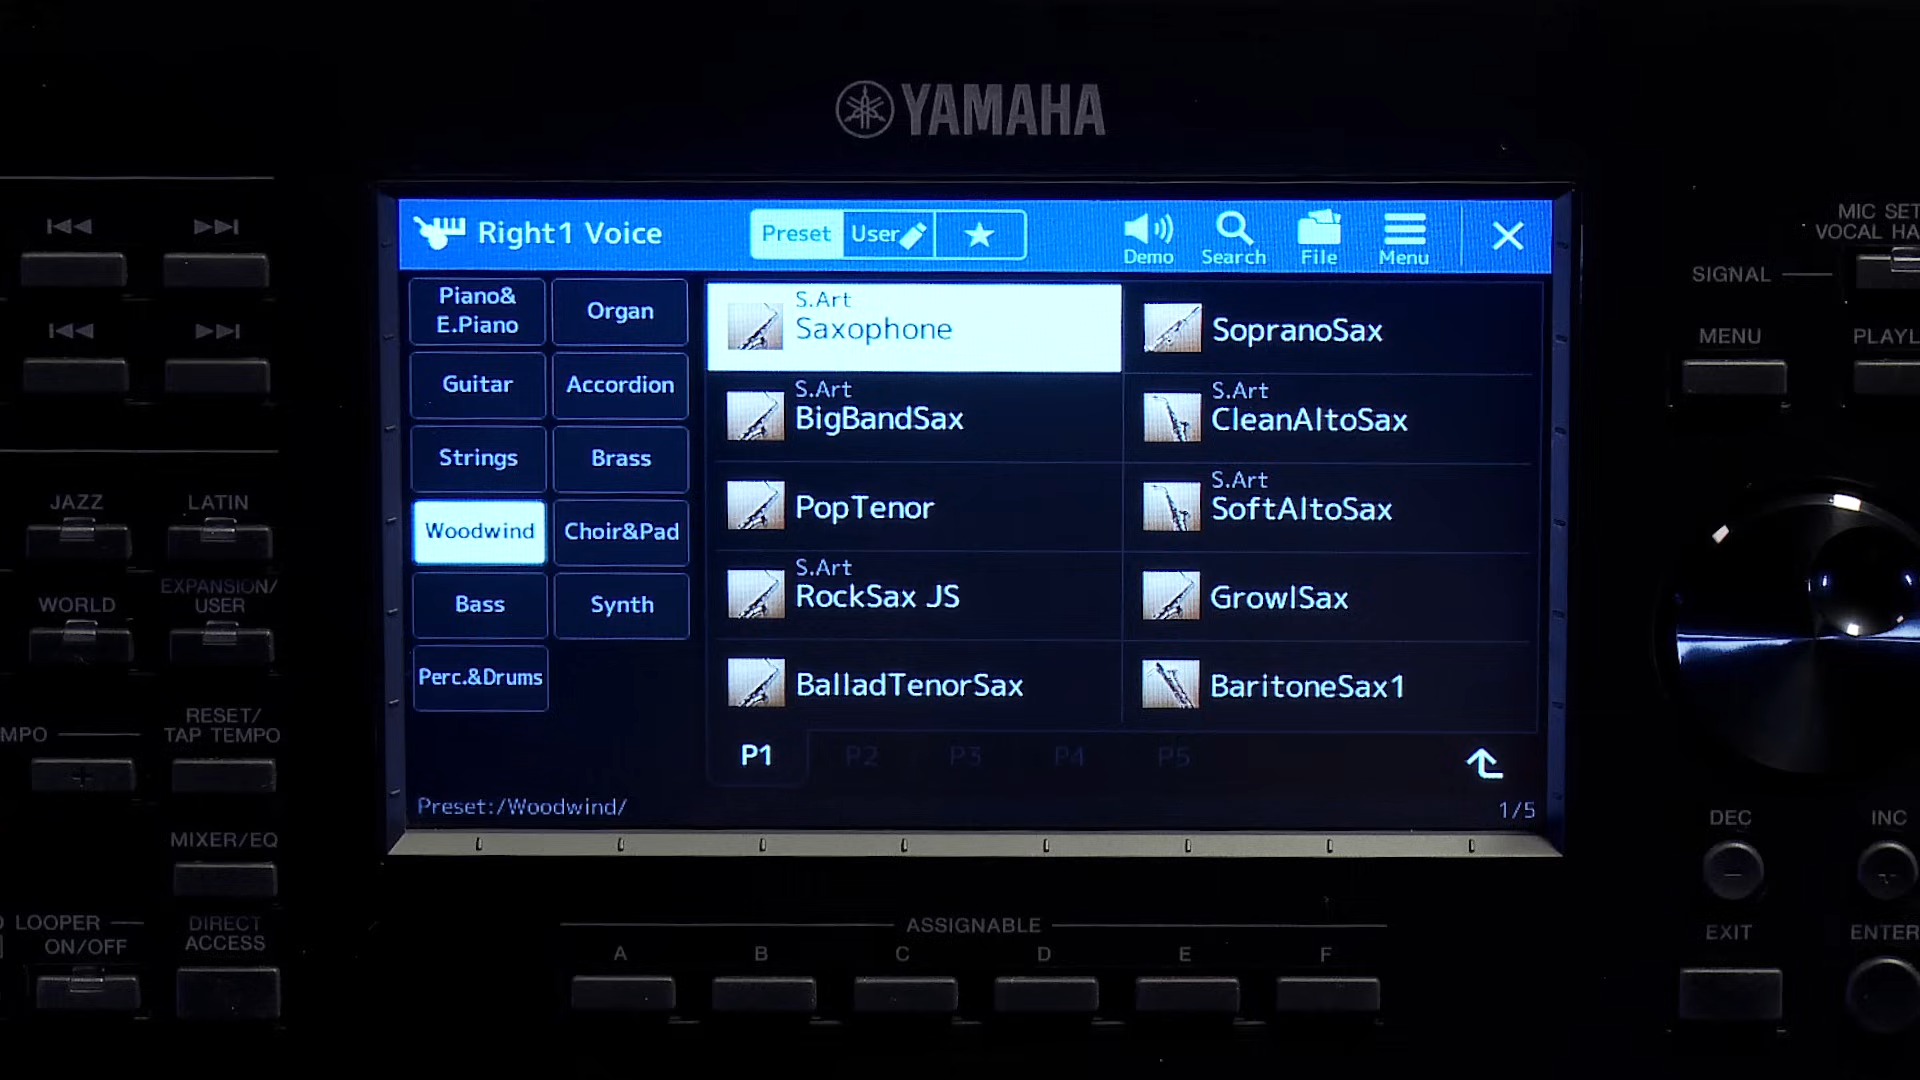 YAMAHA
Right1 Voice
Preset
User
Demo
Search
File
Menu
Piano&
E.Piano
Organ
Guitar
Accordion
Strings
Brass
Woodwind
Choir&Pad
Bass
Synth
Perc.&Drums
S.Art
Saxophone
SopranoSax
S.Art
BigBandSax
S.Art
CleanAltoSax
PopTenor
S.Art
SoftAltoSax
S.Art
RockSax JS
GrowlSax
BalladTenorSax
BaritoneSax1
P1
P2
P3
P4
P5
Preset:/Woodwind/
1/5
JAZZ
LATIN
WORLD
EXPANSION/
USER
MPO
RESET/
TAP TEMPO
MIXER/EQ
LOOPER
ON/OFF
DIRECT
ACCESS
ASSIGNABLE
A
B
C
D
E
F
MIC SET
VOCAL HA
SIGNAL
MENU
PLAYL
DEC
INC
EXIT
ENTER